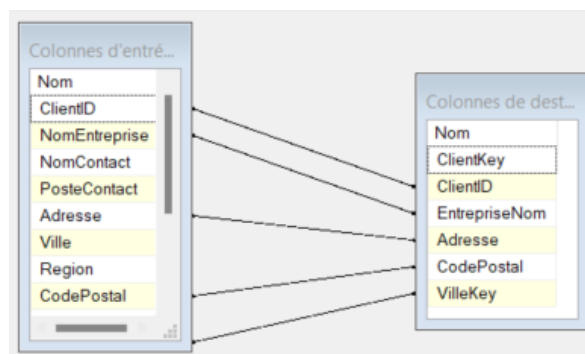 Colonnes d'entré...
Nom
ClientID
NomEntreprise
NomContact
PosteContact
Adresse
Ville
Region
CodePostal
Colonnes de dest...
Nom
ClientKey
ClientID
EntrepriseNom
Adresse
CodePostal
VilleKey